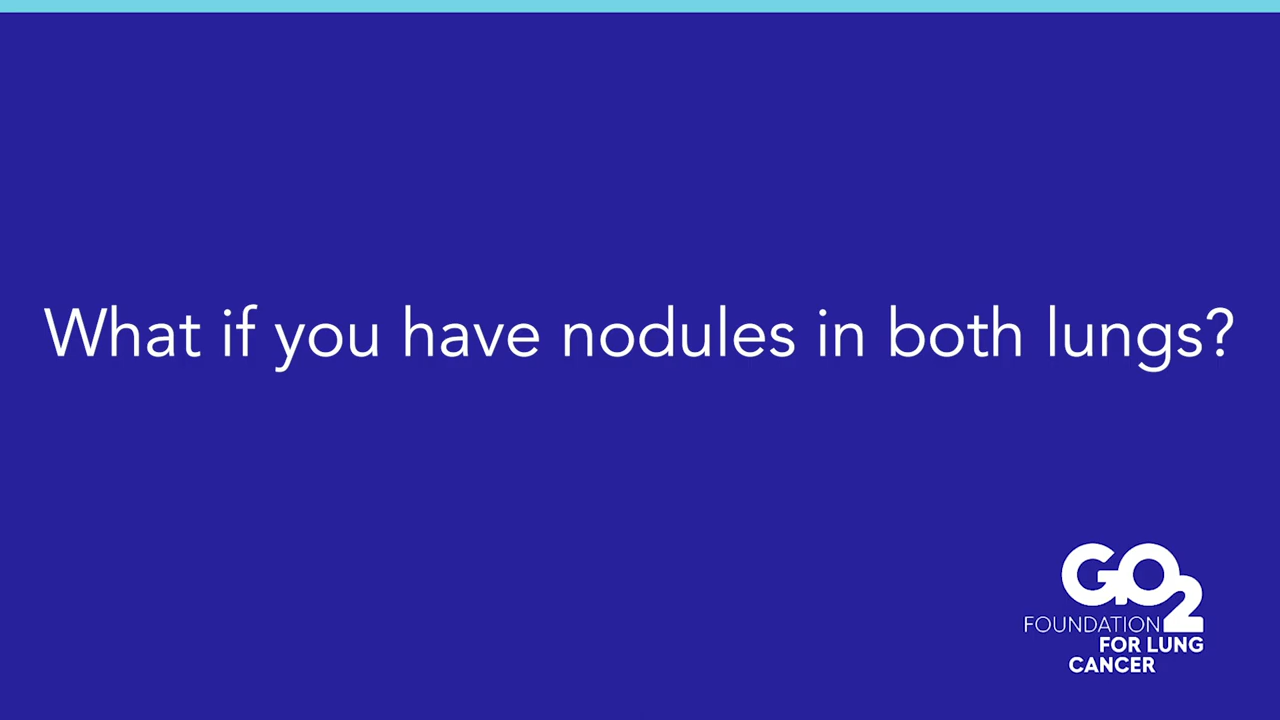 What if you have nodules in both lungs?
GO2
FOUNDATION
FOR LUNG
CANCER